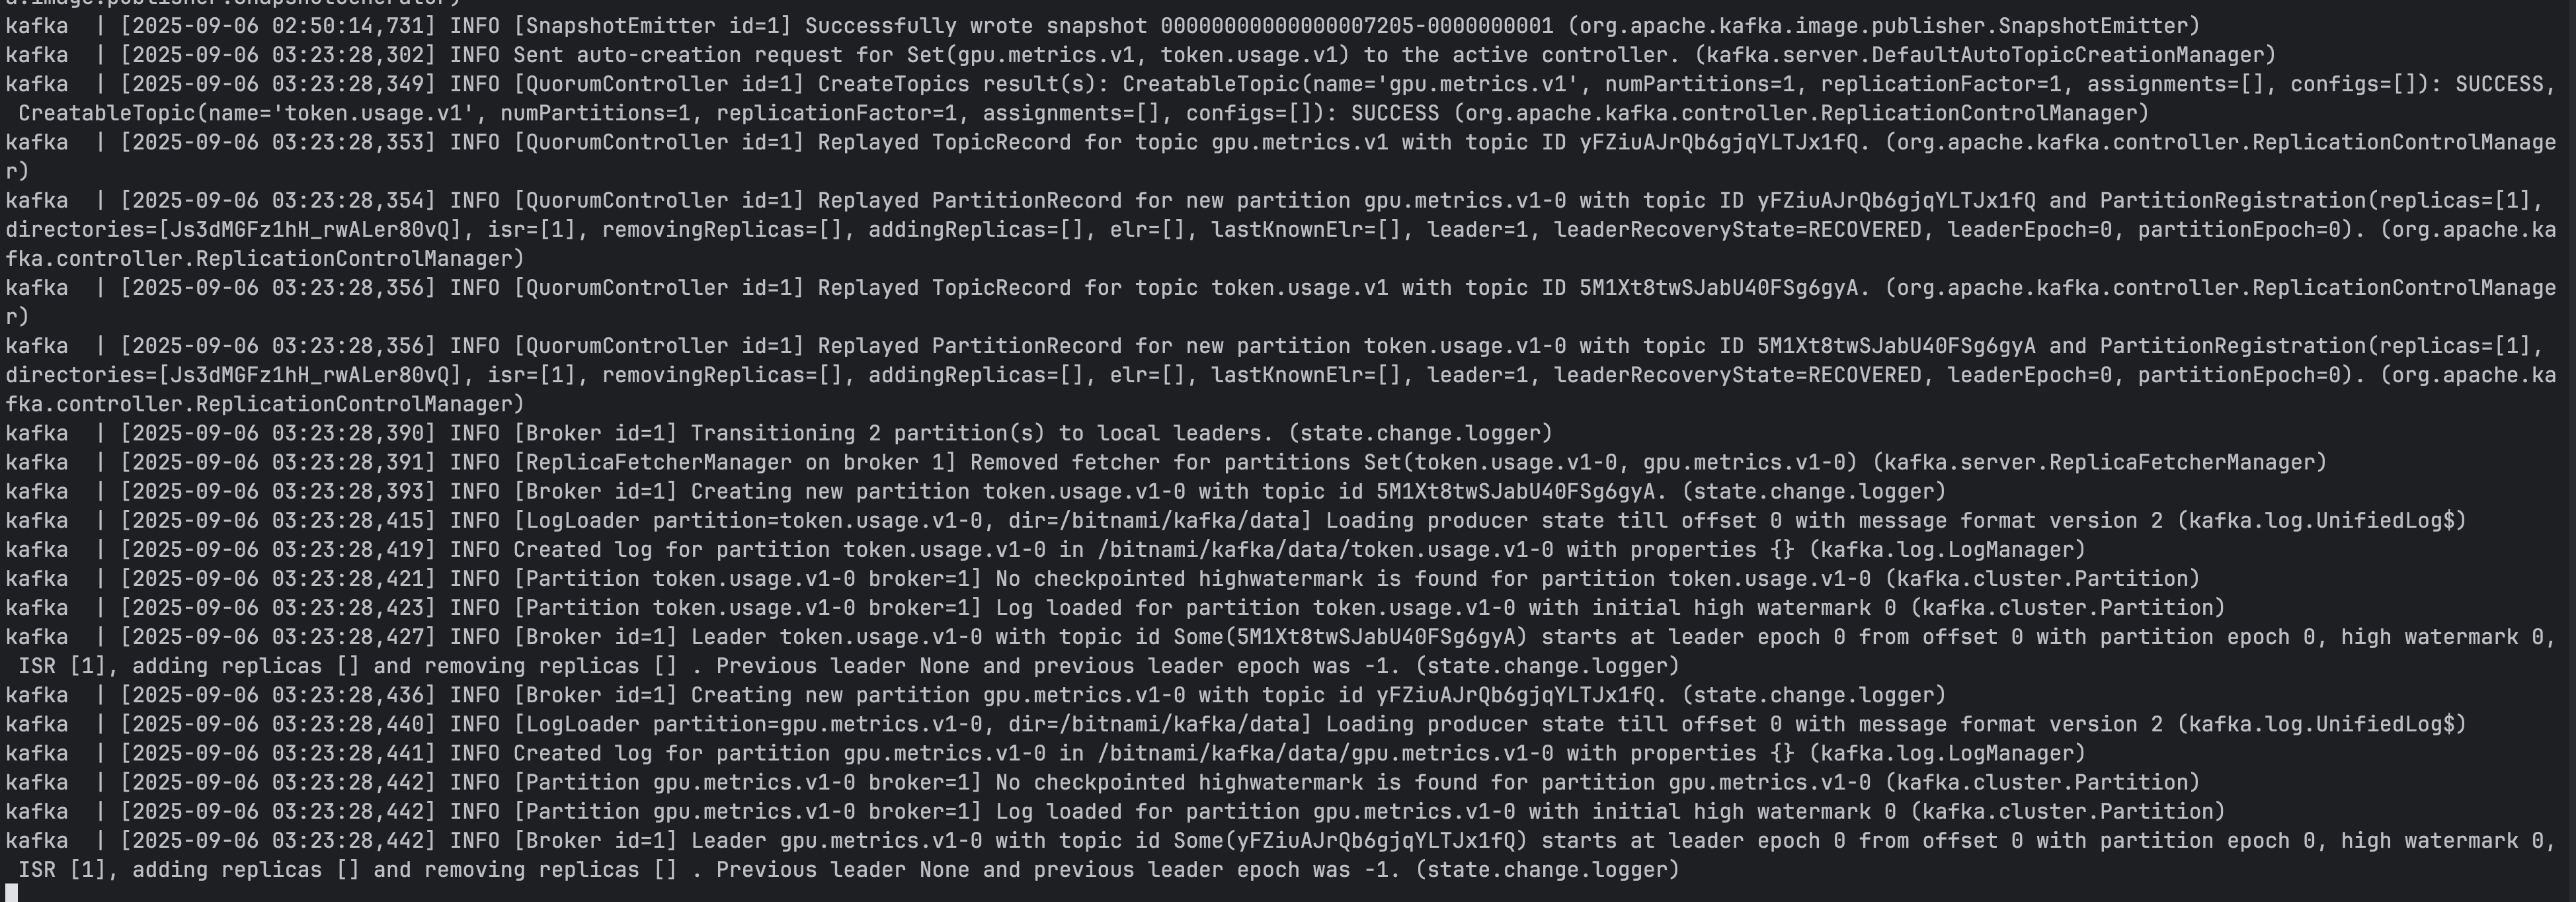 a.image.publisher.SnapshotGenerator)
kafka  | [2025-09-06 02:50:14,731] INFO [SnapshotEmitter id=1] Successfully wrote snapshot 00000000000000007205-0000000001 (org.apache.kafka.image.publisher.SnapshotEmitter)
kafka  | [2025-09-06 03:23:28,302] INFO Sent auto-creation request for Set(gpu.metrics.v1, token.usage.v1) to the active controller. (kafka.server.DefaultAutoTopicCreationManager)
kafka  | [2025-09-06 03:23:28,349] INFO [QuorumController id=1] CreateTopics result(s): CreatableTopic(name='gpu.metrics.v1', numPartitions=1, replicationFactor=1, assignments=[], configs=[]): SUCCESS,
 CreatableTopic(name='token.usage.v1', numPartitions=1, replicationFactor=1, assignments=[], configs=[]): SUCCESS (org.apache.kafka.controller.ReplicationControlManager)
kafka  | [2025-09-06 03:23:28,353] INFO [QuorumController id=1] Replayed TopicRecord for topic gpu.metrics.v1 with topic ID yFZiuAJrQb6gjqYLTJx1fQ. (org.apache.kafka.controller.ReplicationControlManage
r)
kafka  | [2025-09-06 03:23:28,354] INFO [QuorumController id=1] Replayed PartitionRecord for new partition gpu.metrics.v1-0 with topic ID yFZiuAJrQb6gjqYLTJx1fQ and PartitionRegistration(replicas=[1],
directories=[Js3dMGFz1hH_rwALer80vQ], isr=[1], removingReplicas=[], addingReplicas=[], elr=[], lastKnownElr=[], leader=1, leaderRecoveryState=RECOVERED, leaderEpoch=0, partitionEpoch=0). (org.apache.ka
fka.controller.ReplicationControlManager)
kafka  | [2025-09-06 03:23:28,356] INFO [QuorumController id=1] Replayed TopicRecord for topic token.usage.v1 with topic ID 5M1Xt8twSJabU40FSg6gyA. (org.apache.kafka.controller.ReplicationControlManage
r)
kafka  | [2025-09-06 03:23:28,356] INFO [QuorumController id=1] Replayed PartitionRecord for new partition token.usage.v1-0 with topic ID 5M1Xt8twSJabU40FSg6gyA and PartitionRegistration(replicas=[1],
directories=[Js3dMGFz1hH_rwALer80vQ], isr=[1], removingReplicas=[], addingReplicas=[], elr=[], lastKnownElr=[], leader=1, leaderRecoveryState=RECOVERED, leaderEpoch=0, partitionEpoch=0). (org.apache.ka
fka.controller.ReplicationControlManager)
kafka  | [2025-09-06 03:23:28,390] INFO [Broker id=1] Transitioning 2 partition(s) to local leaders. (state.change.logger)
kafka  | [2025-09-06 03:23:28,391] INFO [ReplicaFetcherManager on broker 1] Removed fetcher for partitions Set(token.usage.v1-0, gpu.metrics.v1-0) (kafka.server.ReplicaFetcherManager)
kafka  | [2025-09-06 03:23:28,393] INFO [Broker id=1] Creating new partition token.usage.v1-0 with topic id 5M1Xt8twSJabU40FSg6gyA. (state.change.logger)
kafka  | [2025-09-06 03:23:28,415] INFO [LogLoader partition=token.usage.v1-0, dir=/bitnami/kafka/data] Loading producer state till offset 0 with message format version 2 (kafka.log.UnifiedLog$)
kafka  | [2025-09-06 03:23:28,419] INFO Created log for partition token.usage.v1-0 in /bitnami/kafka/data/token.usage.v1-0 with properties {} (kafka.log.LogManager)
kafka  | [2025-09-06 03:23:28,421] INFO [Partition token.usage.v1-0 broker=1] No checkpointed highwatermark is found for partition token.usage.v1-0 (kafka.cluster.Partition)
kafka  | [2025-09-06 03:23:28,423] INFO [Partition token.usage.v1-0 broker=1] Log loaded for partition token.usage.v1-0 with initial high watermark 0 (kafka.cluster.Partition)
kafka  | [2025-09-06 03:23:28,427] INFO [Broker id=1] Leader token.usage.v1-0 with topic id Some(5M1Xt8twSJabU40FSg6gyA) starts at leader epoch 0 from offset 0 with partition epoch 0, high watermark 0,
 ISR [1], adding replicas [] and removing replicas [] . Previous leader None and previous leader epoch was -1. (state.change.logger)
kafka  | [2025-09-06 03:23:28,436] INFO [Broker id=1] Creating new partition gpu.metrics.v1-0 with topic id yFZiuAJrQb6gjqYLTJx1fQ. (state.change.logger)
kafka  | [2025-09-06 03:23:28,440] INFO [LogLoader partition=gpu.metrics.v1-0, dir=/bitnami/kafka/data] Loading producer state till offset 0 with message format version 2 (kafka.log.UnifiedLog$)
kafka  | [2025-09-06 03:23:28,441] INFO Created log for partition gpu.metrics.v1-0 in /bitnami/kafka/data/gpu.metrics.v1-0 with properties {} (kafka.log.LogManager)
kafka  | [2025-09-06 03:23:28,442] INFO [Partition gpu.metrics.v1-0 broker=1] No checkpointed highwatermark is found for partition gpu.metrics.v1-0 (kafka.cluster.Partition)
kafka  | [2025-09-06 03:23:28,442] INFO [Partition gpu.metrics.v1-0 broker=1] Log loaded for partition gpu.metrics.v1-0 with initial high watermark 0 (kafka.cluster.Partition)
kafka  | [2025-09-06 03:23:28,442] INFO [Broker id=1] Leader gpu.metrics.v1-0 with topic id Some(yFZiuAJrQb6gjqYLTJx1fQ) starts at leader epoch 0 from offset 0 with partition epoch 0, high watermark 0,
 ISR [1], adding replicas [] and removing replicas [] . Previous leader None and previous leader epoch was -1. (state.change.logger)